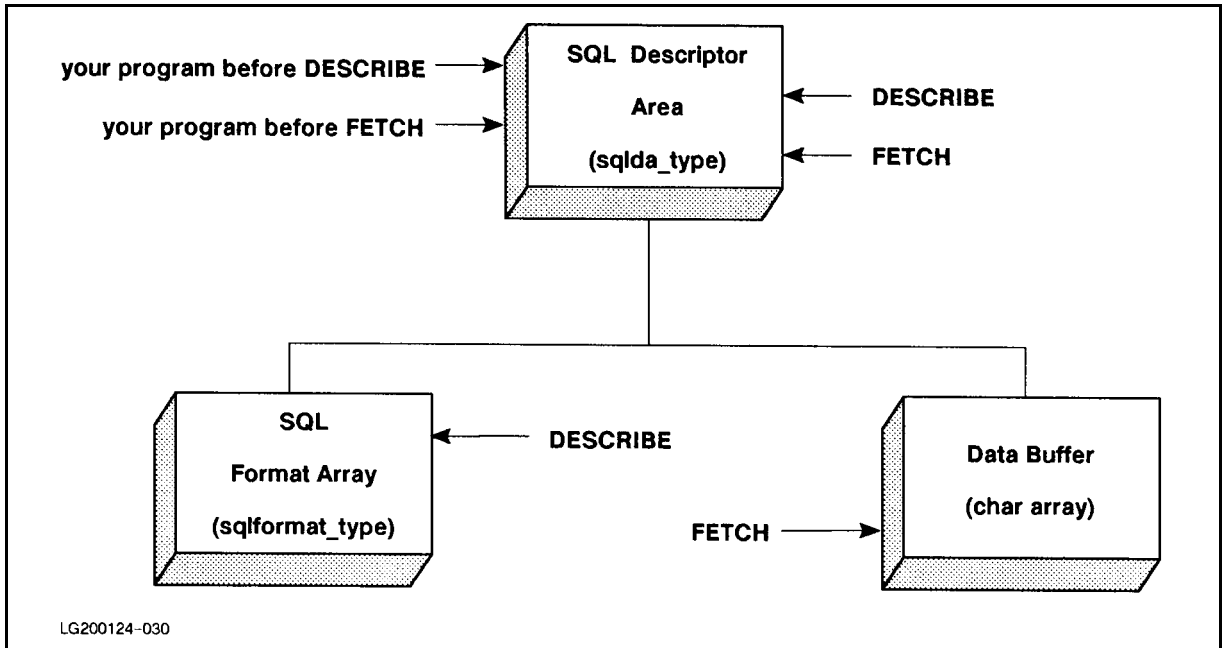 your program before DESCRIBE
your program before FETCH
SQL Descriptor
Area
(sqlda_type)
DESCRIBE
FETCH
SQL
Format Array
(sqlformat_type)
DESCRIBE
FETCH
Data Buffer
(char array)
LG200124-030